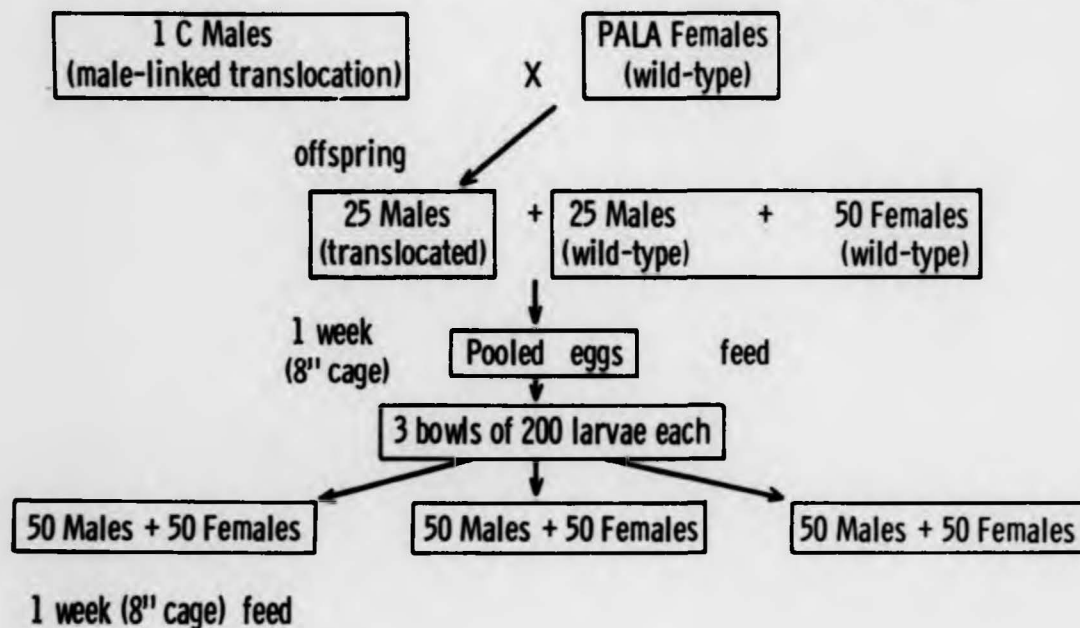 1 C Males
(male-linked translocation)
X
PALA Females
(wild-type)
offspring
25 Males
(translocated)
+
25 Males
(wild-type)
+
50 Females
(wild-type)
1 week
(8" cage)
Pooled eggs
feed
3 bowls of 200 larvae each
50 Males + 50 Females
50 Males + 50 Females
50 Males + 50 Females
1 week (8" cage) feed